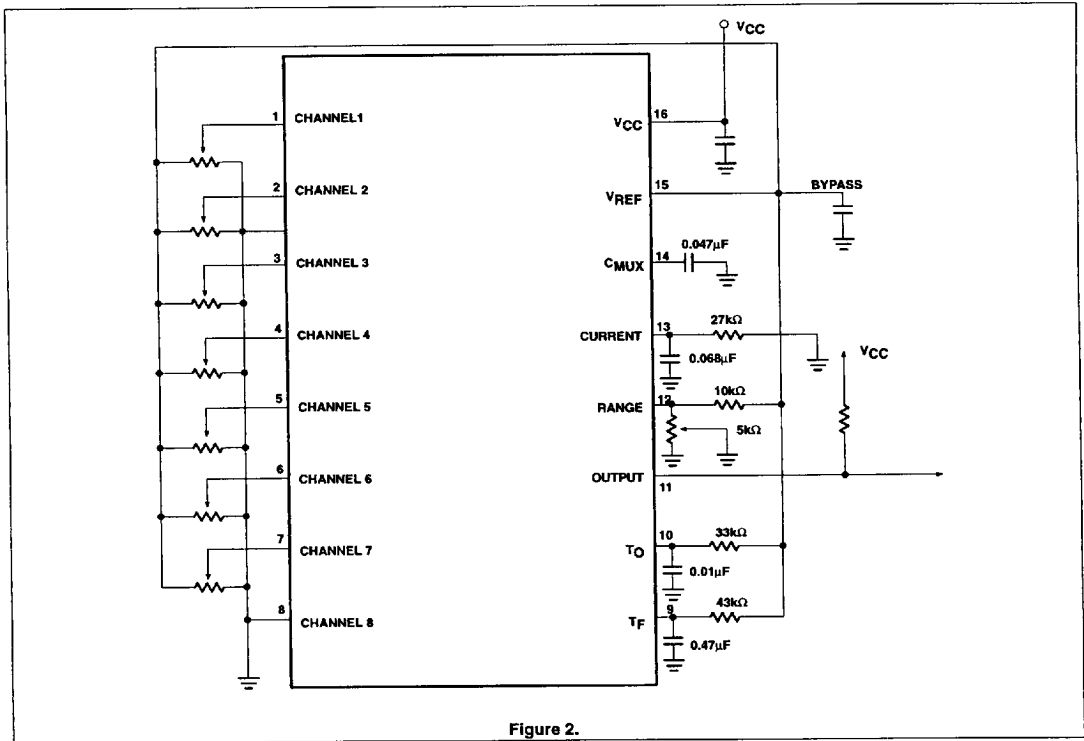 VCC
1 CHANNEL1
2 CHANNEL 2
3 CHANNEL 3
4 CHANNEL 4
5 CHANNEL 5
6 CHANNEL 6
7 CHANNEL 7
8 CHANNEL 8
VCC 16
VREF 15
BYPASS
CMUX 14
0.047μF
CURRENT 13
27kΩ
0.068μF
VCC
RANGE 12
10kΩ
5kΩ
OUTPUT 11
TO 10
33kΩ
0.01μF
TF 9
43kΩ
0.47μF
Figure 2.